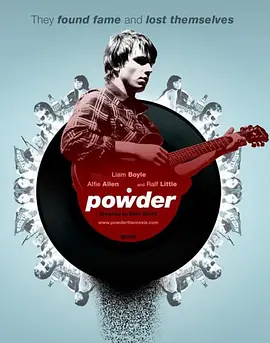 They found fame and lost themselves
Liam Boyle
Alfie Allen and Ralf Little
powder
www.powderthemovie.com